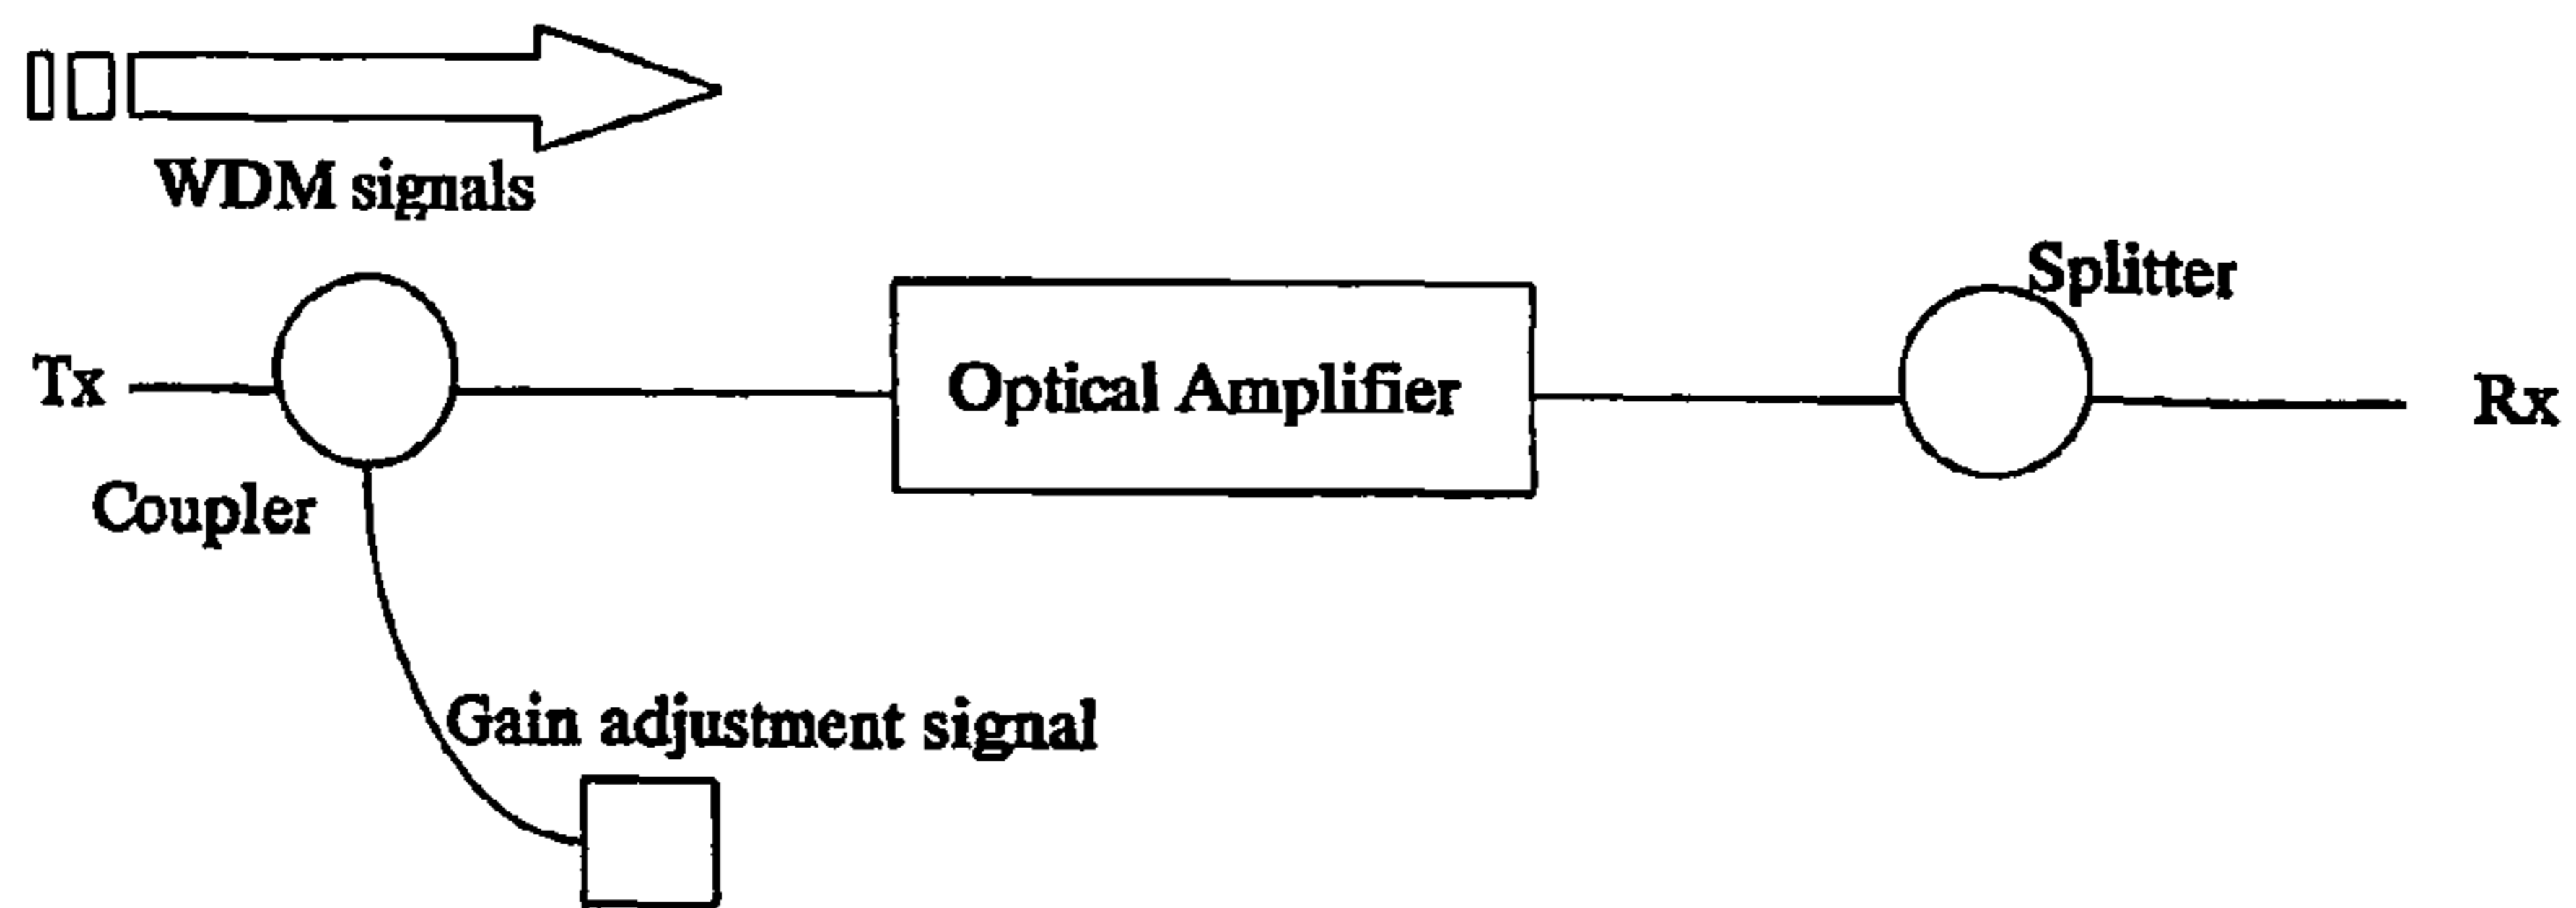 WDM signals
Splitter
Tx
Optical Amplifier
Rx
Coupler
Gain adjustment signal